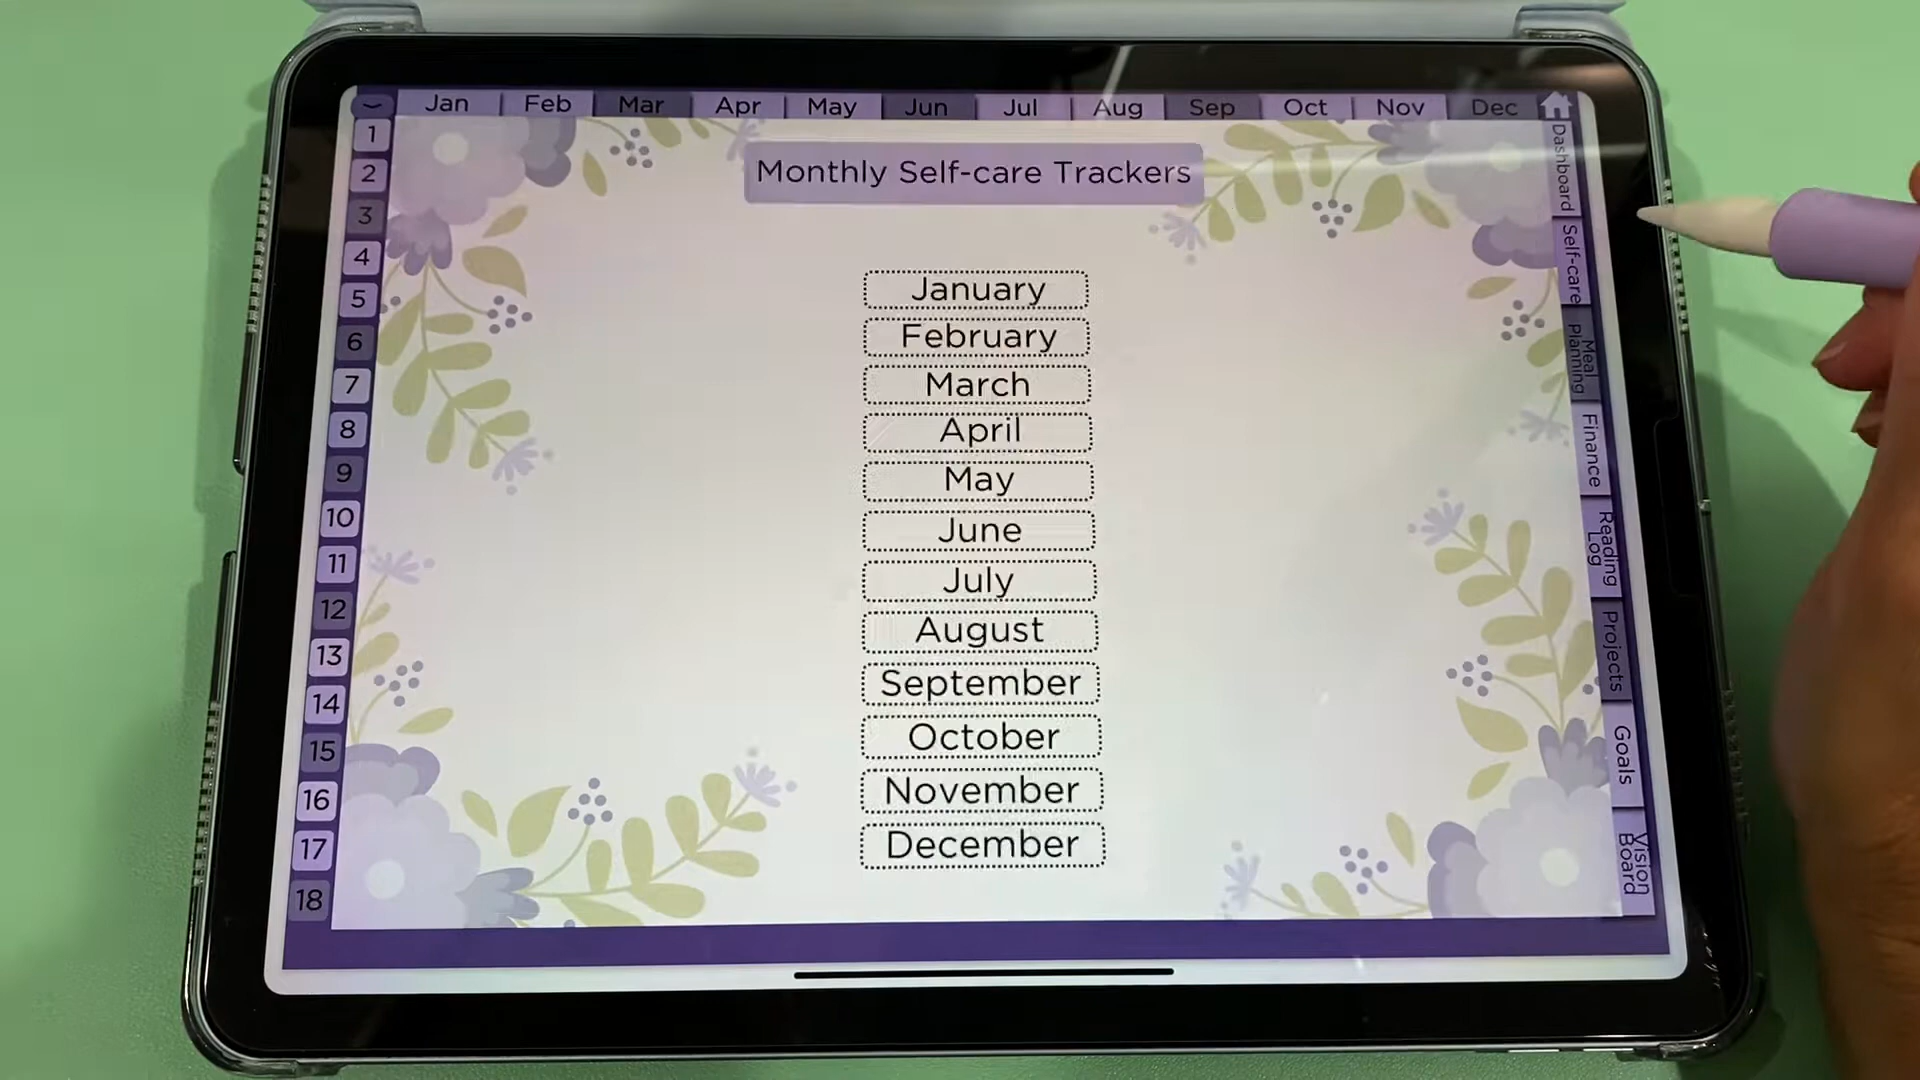 Jan Feb Mar Apr May Jun Jul Aug Sep Oct Nov Dec
Monthly Self-care Trackers
January
February
March
April
May
June
July
August
September
October
November
December
1
2
3
4
5
6
7
8
9
10
11
12
13
14
15
16
17
18
Dashboard
Self-care
Meal
Planning
Finance
Reading
Log
Projects
Goals
Vision
Board